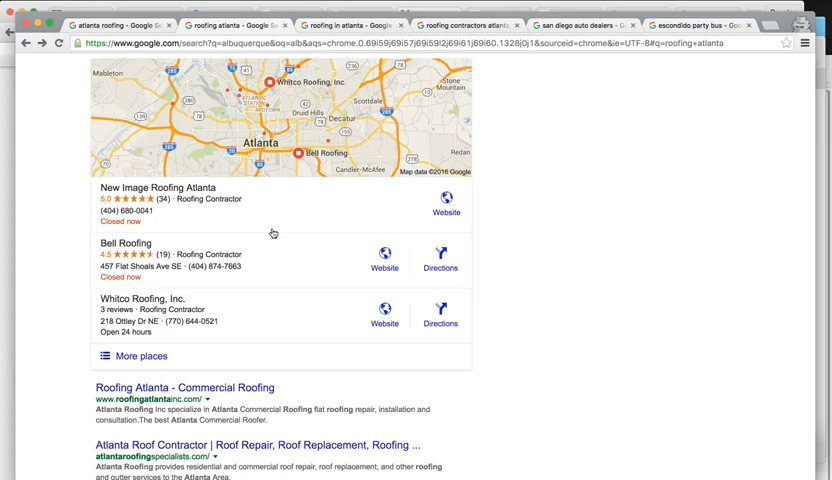 atlanta roofing - Google Se
roofing atlanta - Google Se
roofing in atlanta - Google
roofing contractors atlanta
san diego auto dealers - Go
escondido party bus - Goo
https://www.google.com/search?q=albuquerque&oq=alb&aqs=chrome.0.69i59j69i57j69i59l2j69i61j69i60.1328j0j1&sourceid=chrome&ie=UTF-8#q=roofing+atlanta
Mableton
Whitco Roofing, Inc.
Stone
Mountain
Scottdale
ATLANTIC
STATION
MIDTOWN
Druid Hills
Decatur
Atlanta
Bell Roofing
Redan
Candler-McAfee
Map data ©2016 Google
New Image Roofing Atlanta
5.0 ★★★★★ (34) · Roofing Contractor
(404) 680-0041
Closed now
Website
Bell Roofing
4.5 ★★★★★ (19) · Roofing Contractor
457 Flat Shoals Ave SE · (404) 874-7663
Closed now
Website
Directions
Whitco Roofing, Inc.
3 reviews · Roofing Contractor
218 Ottley Dr NE · (770) 644-0521
Open 24 hours
Website
Directions
More places
Roofing Atlanta - Commercial Roofing
www.roofingatlantainc.com/
Atlanta Roofing Inc specialize in Atlanta Commercial Roofing flat roofing repair, installation and
consultation.The best Atlanta Commercial Roofer.
Atlanta Roof Contractor | Roof Repair, Roof Replacement, Roofing ...
atlantaroofingspecialists.com/
Atlanta Roofing provides residential and commercial roof repair, roof replacement, and other roofing
and gutter services to the Atlanta Area.